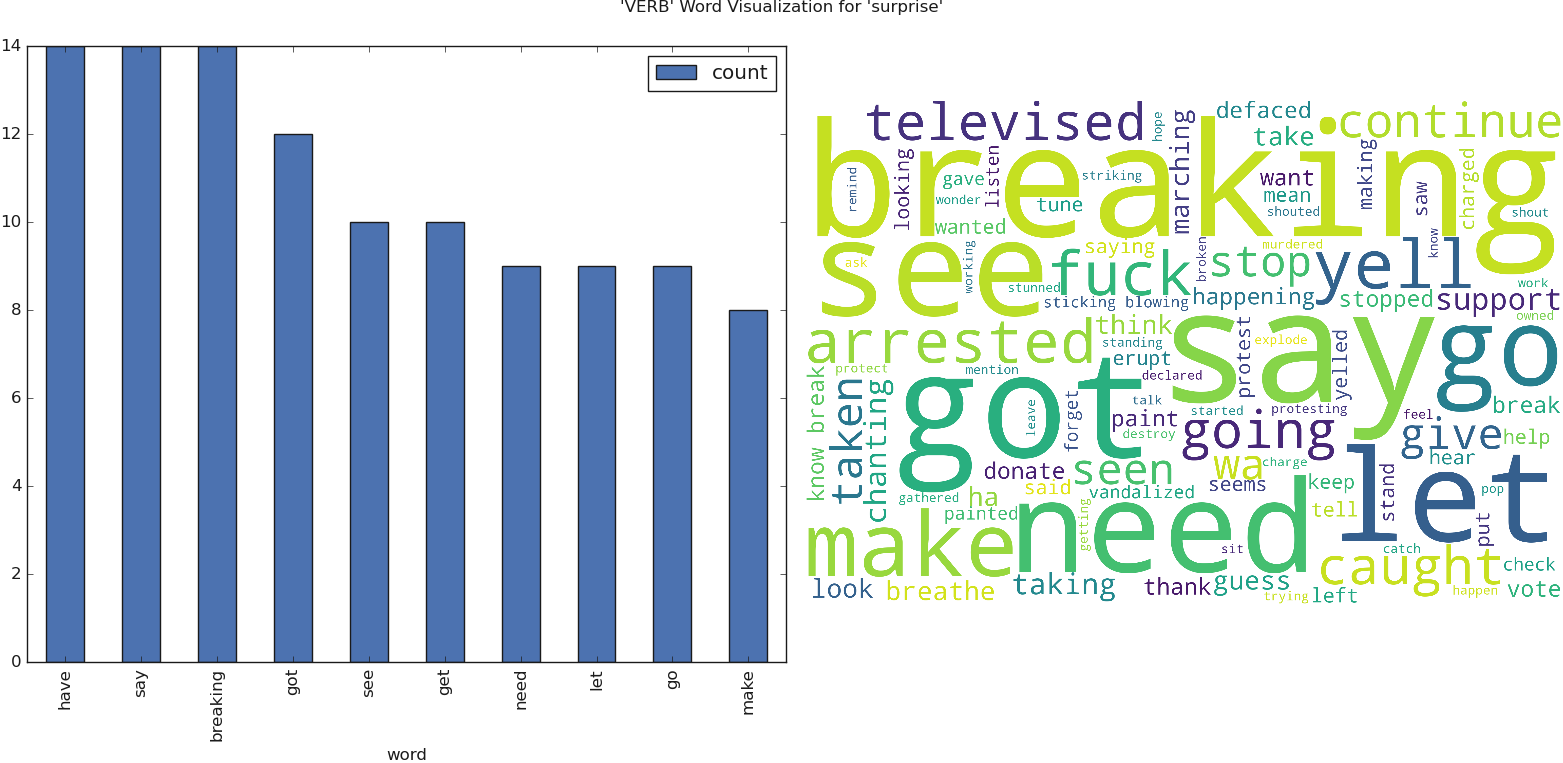 'VERB' Word Visualization for 'surprise'
14
12
10
8
6
4
2
0
count
have
say
breaking
got
see
get
need
let
go
make
word
televised
hope
defaced
take
continue
breaking
remind
looking
gave
wonder
wanted
listen
striking
tune
marching
want
mean
shouted
making
saw
charged
shout
see
ask
working
stunned
saying
fuck
broken
murdered
stop
yell
know
work
sticking
blowing
happening
stopped
support
owned
arrested
think
standing
erupt
declared
say
protest
explode
yelled
go
know break
protect
taken
chanting
got
mention
leave
forget
talk
paint
destroy
started
protesting
going
feel
break
give
help
hear
donate
seen
wa
charge
seems
keep
gathered
ha
said
vandalized
painted
getting
tell
stand
let
pop
put
make
need
sit
catch
caught
check
look
breathe
taking
thank
guess
trying
left
happen
vote